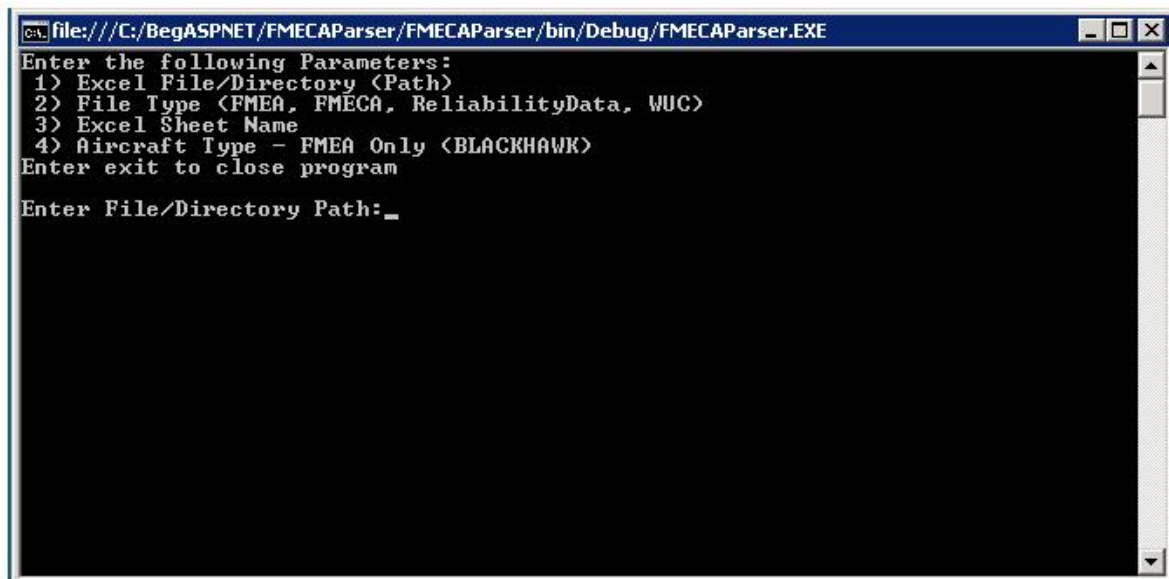 file:///C:/BegASPNET/FMECAParser/FMECAParser/bin/Debug/FMECAParser.EXE
Enter the following Parameters:
1) Excel File/Directory (Path)
2) File Type (FMEA, FMECA, ReliabilityData, WUC)
3) Excel Sheet Name
4) Aircraft Type - FMEA Only (BLACKHAWK)
Enter exit to close program
Enter File/Directory Path:_